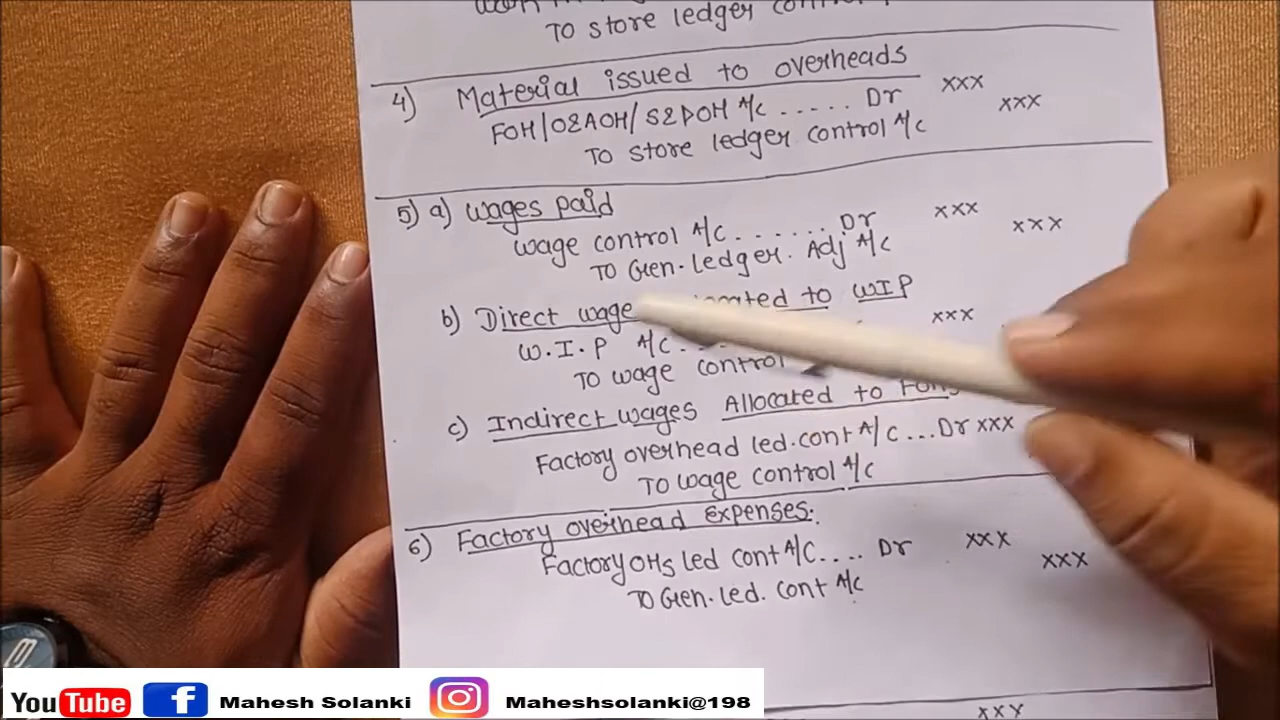 To store ledger
4) Material issued to overheads
FOH/O&AOH/S&DOH A/c ..... Dr xxx
To store ledger control A/c xxx
5) a) wages paid
wage control A/c ....... Dr xxx
To Gen. ledger. Adj A/c xxx
b) Direct wage to WIP
W.I.P A/c... xxx
To wage control
c) Indirect wages Allocated to
Factory overhead led.cont A/c ...Dr xxx
To wage control A/c
6) Factory overhead expenses:
Factory OHs Led Cont A/C.... Dr xxx
To Gen. Led. Cont A/c xxx
xxy
YouTube f Mahesh Solanki Maheshsolanki@198